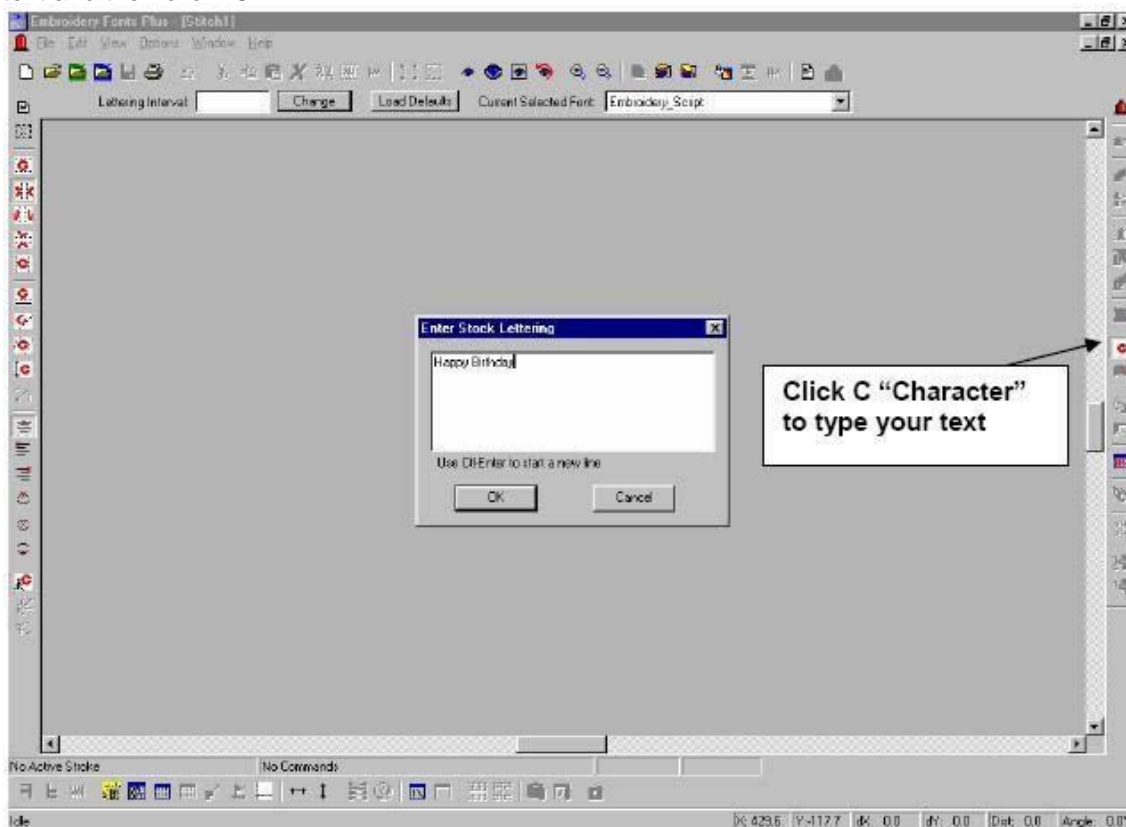 Embroidery Fonts Plus - [Stitch1]
File Edit View Options Window Help
Lettering Interval: Change Load Defaults Current Selected Font: Embroidery_Script
Enter Stock Lettering
Happy Birthday
Use Ctl-Enter to start a new line
OK Cancel
Click C “Character”
to type your text
No Active Stroke No Commands
Idle X: 429.6 Y:-117.7 dX: 0.0 dY: 0.0 Dist: 0.0 Angle: 0.0°